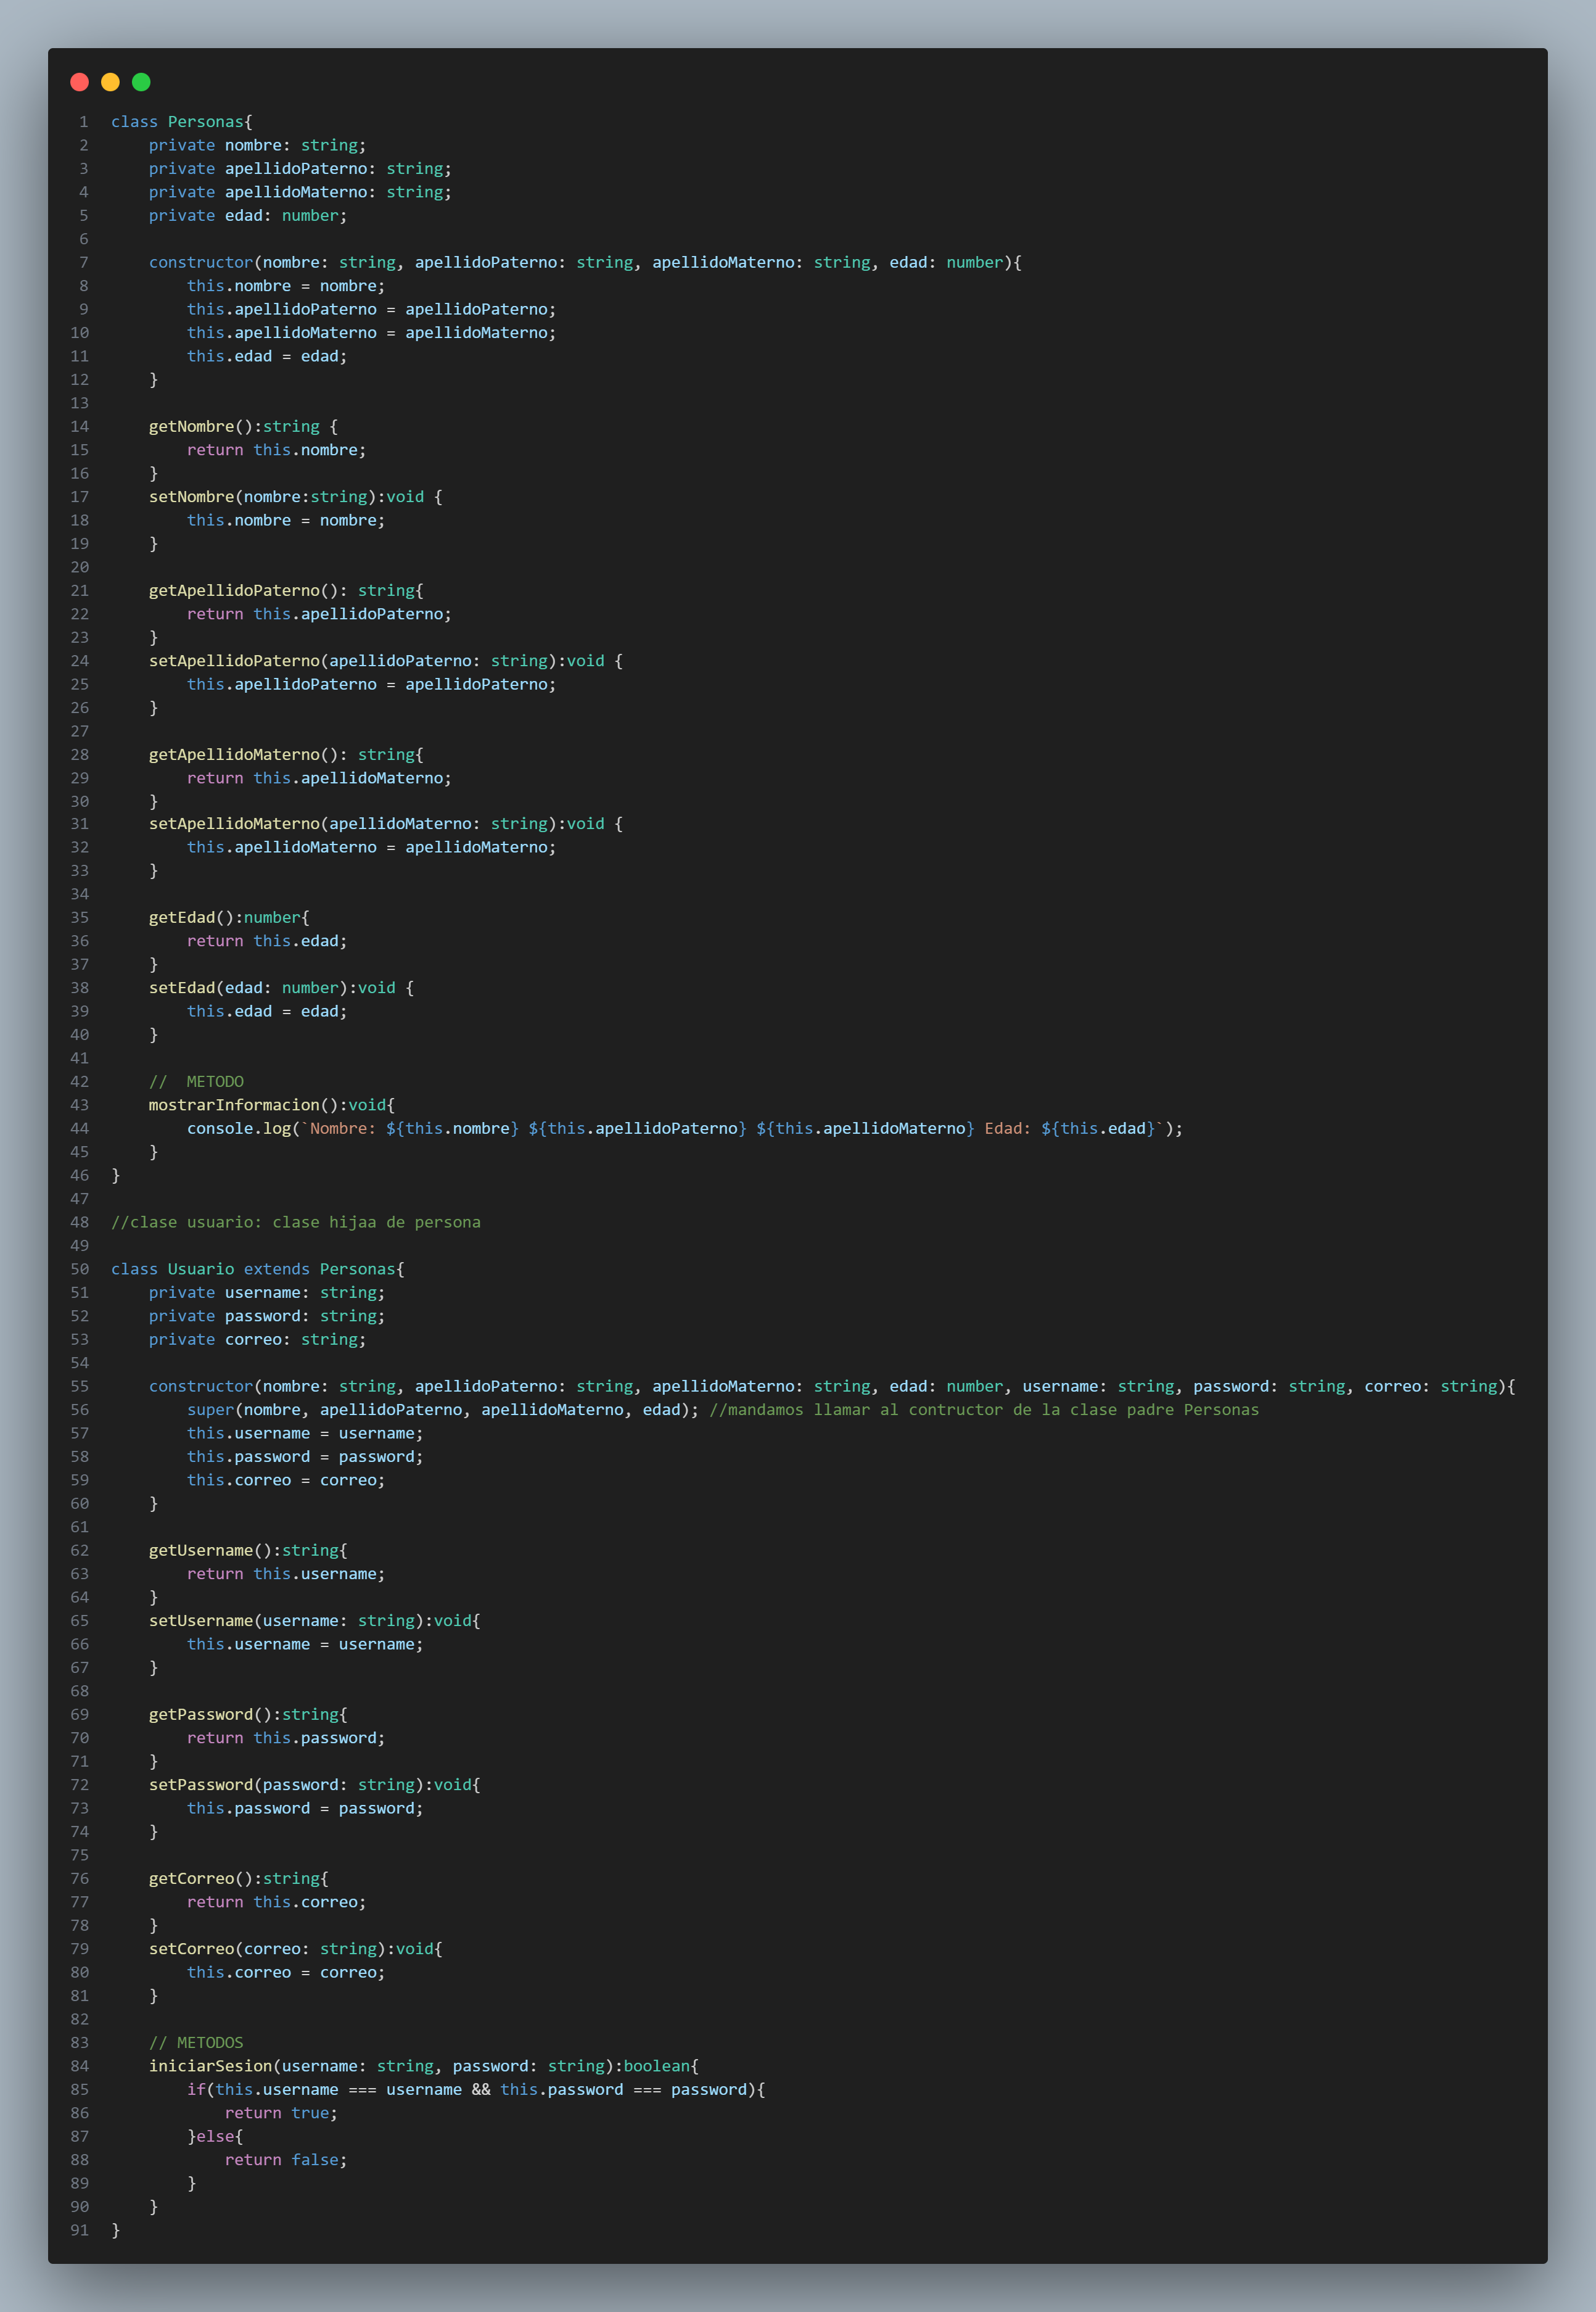 1 class Personas{
2 private nombre: string;
3 private apellidoPaterno: string;
4 private apellidoMaterno: string;
5 private edad: number;
6
7 constructor(nombre: string, apellidoPaterno: string, apellidoMaterno: string, edad: number){
8 this.nombre = nombre;
9 this.apellidoPaterno = apellidoPaterno;
10 this.apellidoMaterno = apellidoMaterno;
11 this.edad = edad;
12 }
13
14 getNombre():string {
15 return this.nombre;
16 }
17 setNombre(nombre:string):void {
18 this.nombre = nombre;
19 }
20
21 getApellidoPaterno(): string{
22 return this.apellidoPaterno;
23 }
24 setApellidoPaterno(apellidoPaterno: string):void {
25 this.apellidoPaterno = apellidoPaterno;
26 }
27
28 getApellidoMaterno(): string{
29 return this.apellidoMaterno;
30 }
31 setApellidoMaterno(apellidoMaterno: string):void {
32 this.apellidoMaterno = apellidoMaterno;
33 }
34
35 getEdad():number{
36 return this.edad;
37 }
38 setEdad(edad: number):void {
39 this.edad = edad;
40 }
41
42 //  METODO
43 mostrarInformacion():void{
44 console.log(`Nombre: ${this.nombre} ${this.apellidoPaterno} ${this.apellidoMaterno} Edad: ${this.edad}`);
45 }
46 }
47
48 //clase usuario: clase hijaa de persona
49
50 class Usuario extends Personas{
51 private username: string;
52 private password: string;
53 private correo: string;
54
55 constructor(nombre: string, apellidoPaterno: string, apellidoMaterno: string, edad: number, username: string, password: string, correo: string){
56 super(nombre, apellidoPaterno, apellidoMaterno, edad); //mandamos llamar al contructor de la clase padre Personas
57 this.username = username;
58 this.password = password;
59 this.correo = correo;
60 }
61
62 getUsername():string{
63 return this.username;
64 }
65 setUsername(username: string):void{
66 this.username = username;
67 }
68
69 getPassword():string{
70 return this.password;
71 }
72 setPassword(password: string):void{
73 this.password = password;
74 }
75
76 getCorreo():string{
77 return this.correo;
78 }
79 setCorreo(correo: string):void{
80 this.correo = correo;
81 }
82
83 // METODOS
84 iniciarSesion(username: string, password: string):boolean{
85 if(this.username === username && this.password === password){
86 return true;
87 }else{
88 return false;
89 }
90 }
91 }